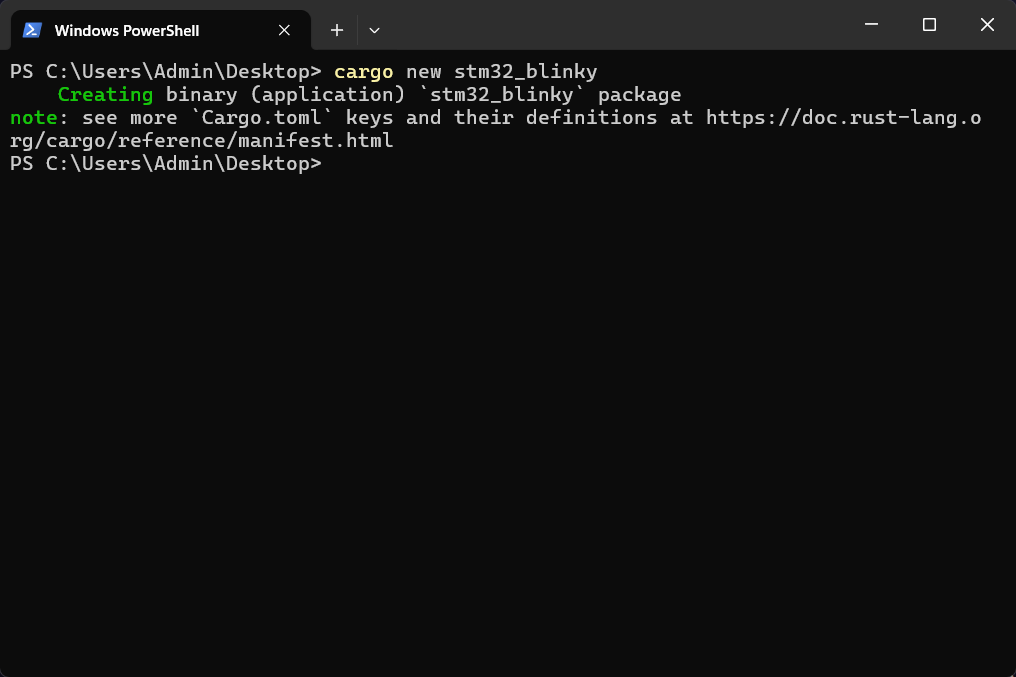 Windows PowerShell
PS C:\Users\Admin\Desktop> cargo new stm32_blinky
    Creating binary (application) `stm32_blinky` package
note: see more `Cargo.toml` keys and their definitions at https://doc.rust-lang.o
rg/cargo/reference/manifest.html
PS C:\Users\Admin\Desktop>